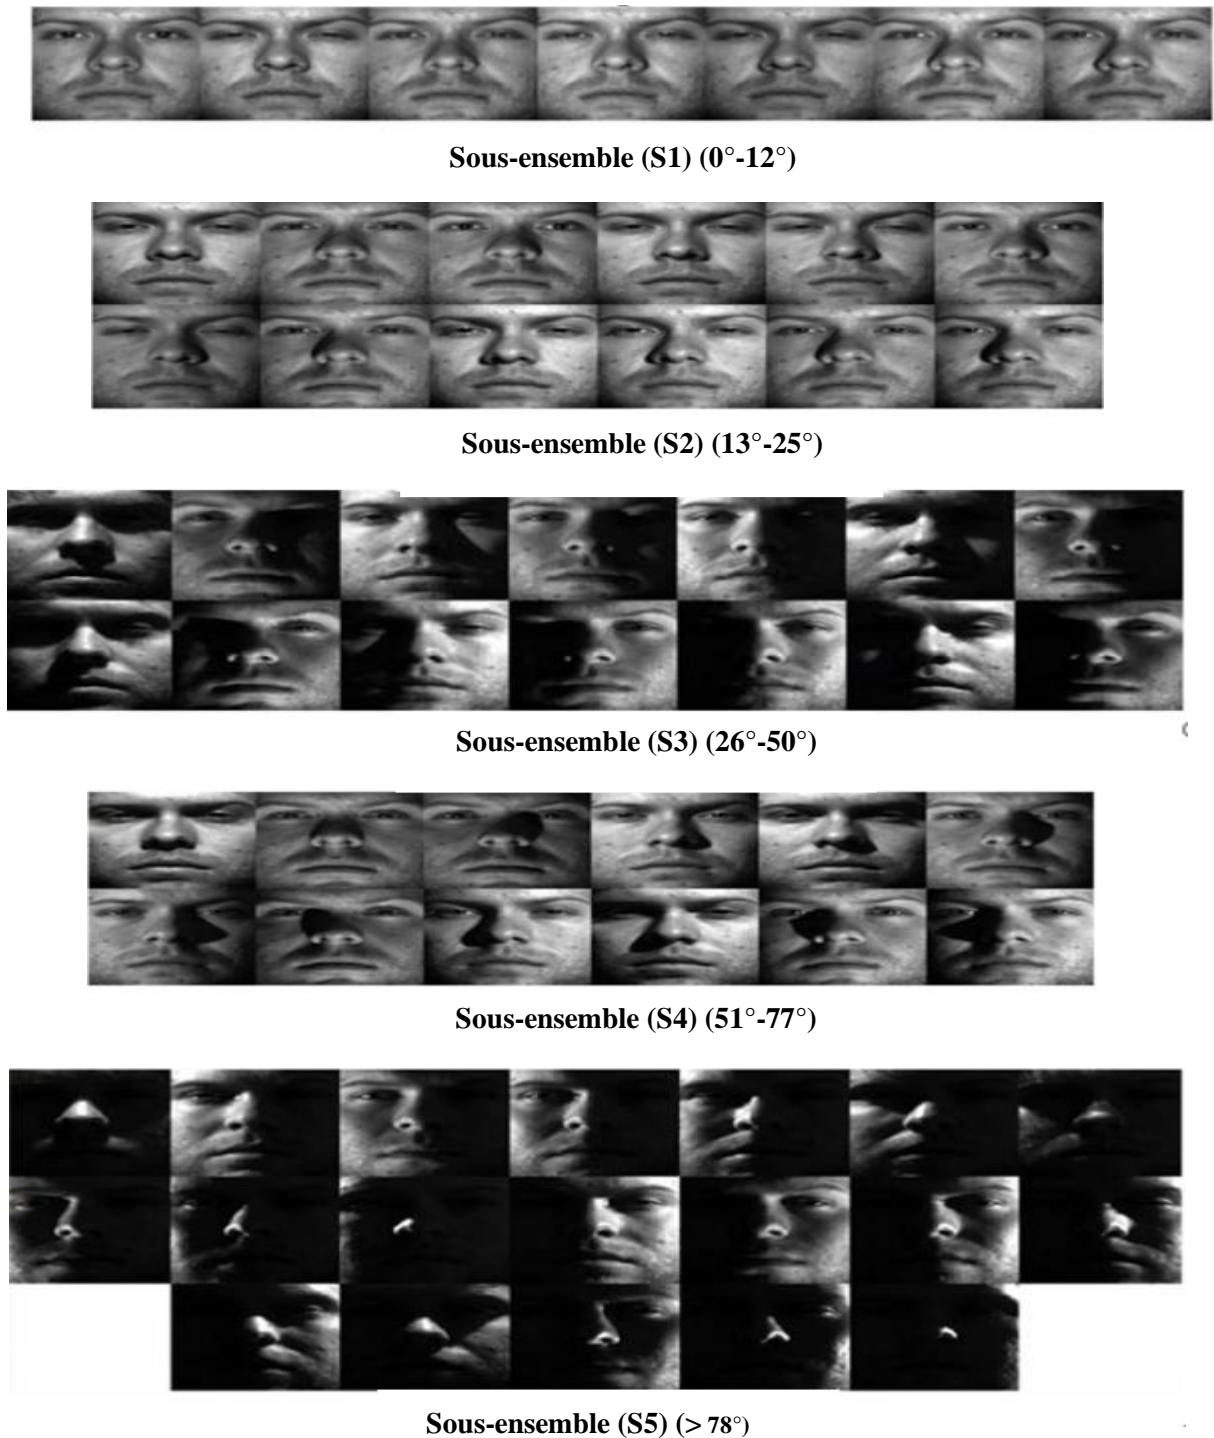 Sous-ensemble (S1) (0°-12°)
Sous-ensemble (S2) (13°-25°)
Sous-ensemble (S3) (26°-50°)
Sous-ensemble (S4) (51°-77°)
Sous-ensemble (S5) (> 78°)